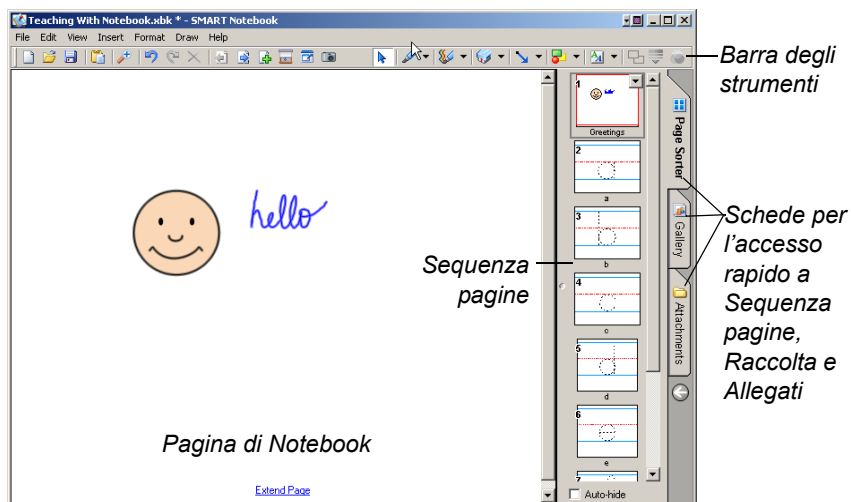 Teaching With Notebook.xbk * - SMART Notebook
File Edit View Insert Format Draw Help
Barra degli
strumenti
1
Greetings
2
a
3
b
4
c
5
d
6
e
7
Page Sorter
Gallery
Attachments
hello
Sequenza
pagine
Schede per
l’accesso
rapido a
Sequenza
pagine,
Raccolta e
Allegati
Pagina di Notebook
Extend Page
Auto-hide